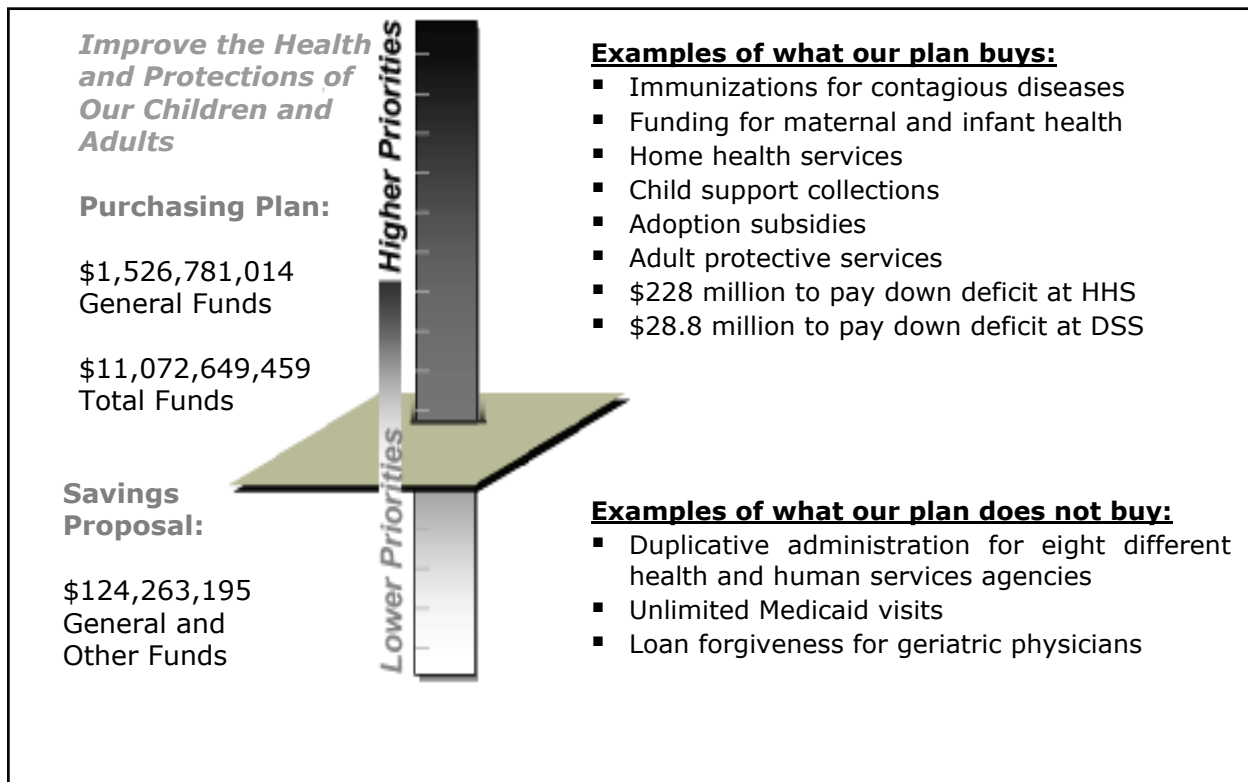 Improve the Health
and Protections of
Our Children and
Adults
Purchasing Plan:
$1,526,781,014
General Funds
$11,072,649,459
Total Funds
Savings
Proposal:
$124,263,195
General and
Other Funds
Higher Priorities
Lower Priorities
Examples of what our plan buys:
▪ Immunizations for contagious diseases
▪ Funding for maternal and infant health
▪ Home health services
▪ Child support collections
▪ Adoption subsidies
▪ Adult protective services
▪ $228 million to pay down deficit at HHS
▪ $28.8 million to pay down deficit at DSS
Examples of what our plan does not buy:
▪ Duplicative administration for eight different
health and human services agencies
▪ Unlimited Medicaid visits
▪ Loan forgiveness for geriatric physicians